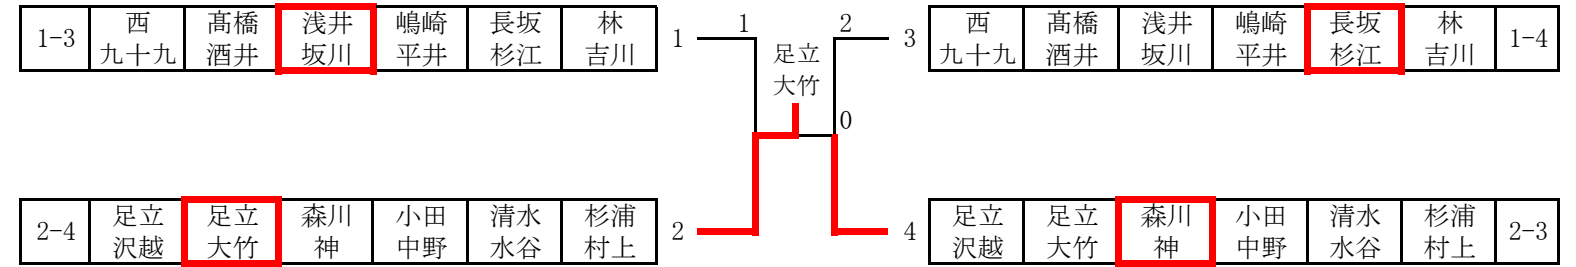 1-3 西 髙橋 浅井 嶋崎 長坂 林
九十九 酒井 坂川 平井 杉江 吉川
1 1 2 3
足立
大竹
0
西 髙橋 浅井 嶋崎 長坂 林 1-4
九十九 酒井 坂川 平井 杉江 吉川
2-4 足立 足立 森川 小田 清水 杉浦
沢越 大竹 神 中野 水谷 村上
2 4
足立 足立 森川 小田 清水 杉浦 2-3
沢越 大竹 神 中野 水谷 村上